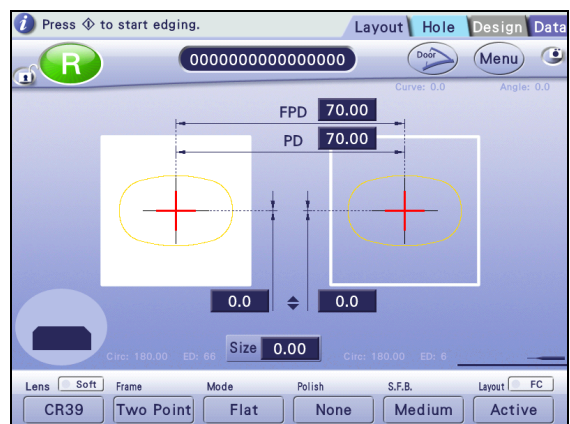 Press to start edging.
Layout Hole Design Data
R 0000000000000000 Door Menu
Curve: 0.0 Angle: 0.0
FPD 70.00
PD 70.00
0.0 0.0
Size 0.00
Circ: 180.00 ED: 66 Circ: 180.00 ED: 6
Lens Soft Frame Mode Polish S.F.B. Layout FC
CR39 Two Point Flat None Medium Active